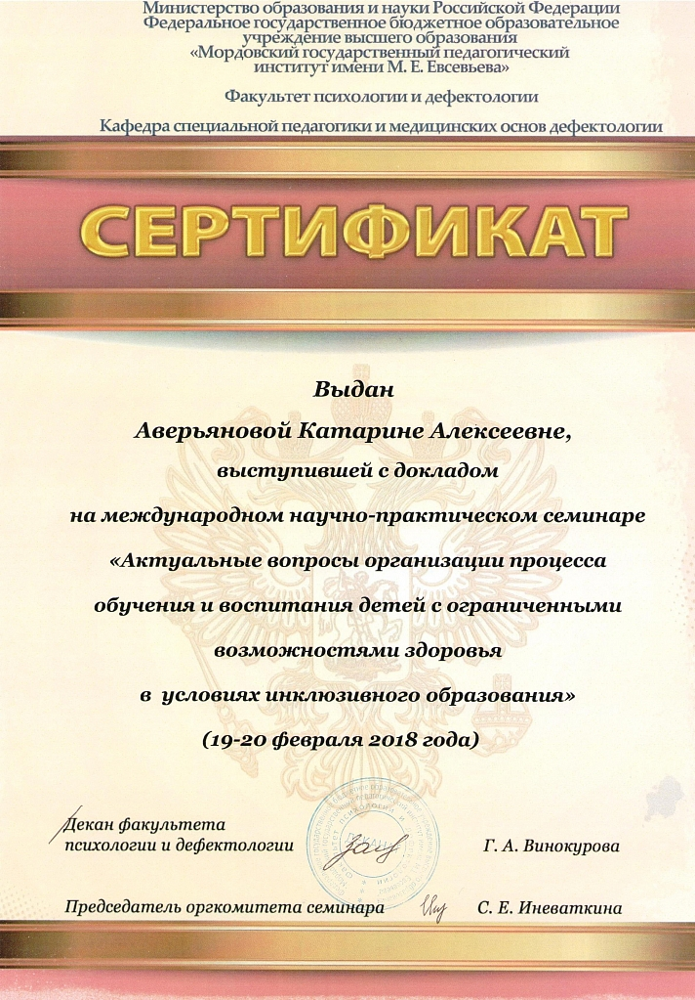 Министерство образования и науки Российской Федерации
Федеральное государственное бюджетное образовательное
учреждение высшего образования
«Мордовский государственный педагогический
институт имени М. Е. Евсевьева»
Факультет психологии и дефектологии
Кафедра специальной педагогики и медицинских основ дефектологии
СЕРТИФИКАТ
Выдан
Аверьяновой Катарине Алексеевне,
выступившей с докладом
на международном научно-практическом семинаре
«Актуальные вопросы организации процесса
обучения и воспитания детей с ограниченными
возможностями здоровья
в условиях инклюзивного образования»
(19-20 февраля 2018 года)
Декан факультета
психологии и дефектологии
Г. А. Винокурова
Председатель оргкомитета семинара
С. Е. Иневаткина